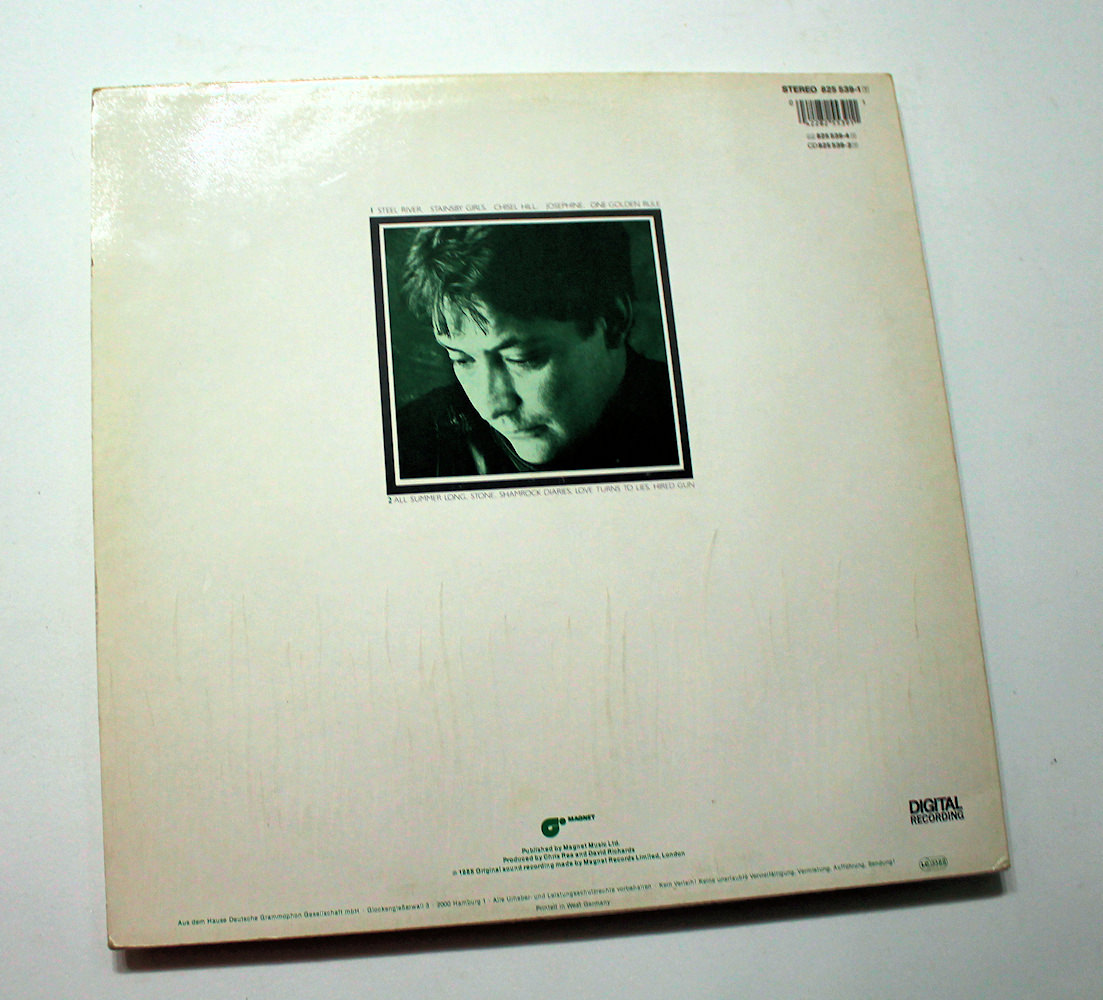 STEREO 825 539-1
0
1
825 539-4
CD 825 539-2
1 STEEL RIVER. STAINSBY GIRLS. CHISEL HILL. JOSEPHINE. ONE GOLDEN RULE
2 ALL SUMMER LONG. STONE. SHAMROCK DIARIES. LOVE TURNS TO LIES. HIRED GUN
MAGNET
Published by Magnet Music Ltd.
Produced by Chris Rea and David Richards
℗ 1985 Original sound recording made by Magnet Records Limited, London
DIGITAL
RECORDING
Aus dem Hause Deutsche Grammophon Gesellschaft mbH · Glockengießerwall 3 · 2000 Hamburg 1 · Alle Urheber- und Leistungsschutzrechte vorbehalten · Kein Verleih! Keine unerlaubte Vervielfältigung, Vermietung, Aufführung, Sendung!
Printed in West Germany